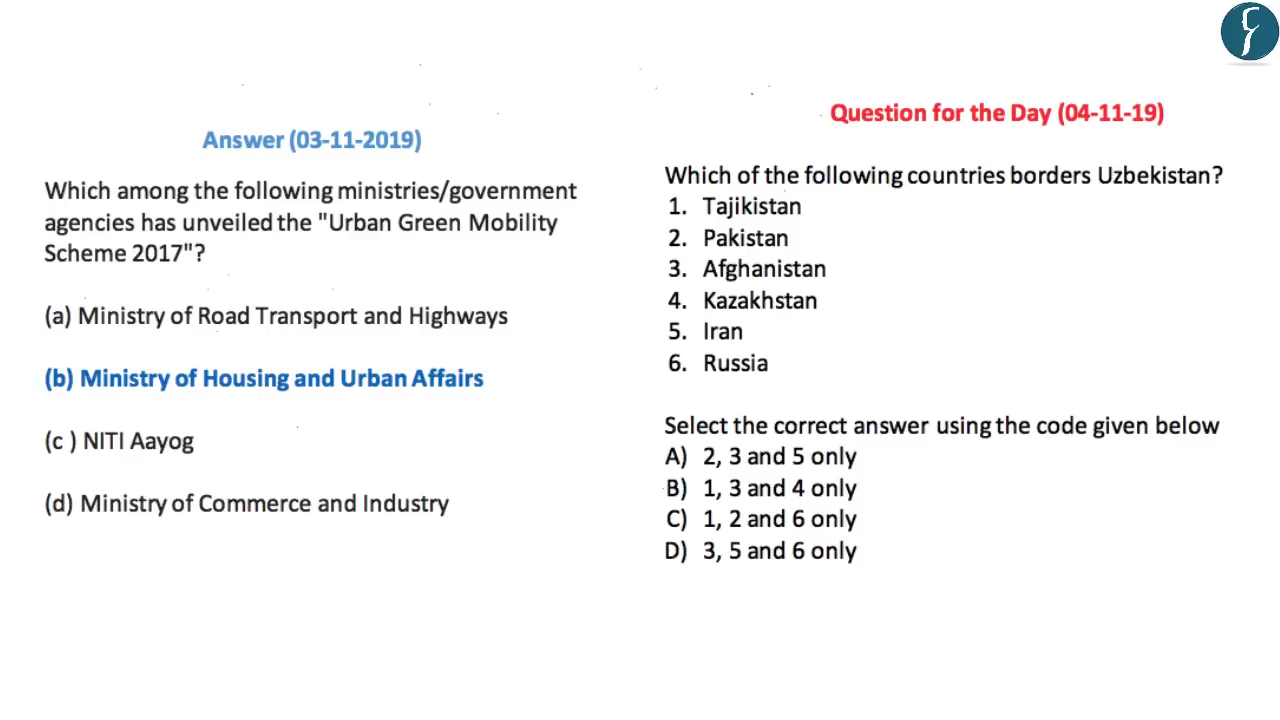 Answer (03-11-2019)
Which among the following ministries/government
agencies has unveiled the "Urban Green Mobility
Scheme 2017"?
(a) Ministry of Road Transport and Highways
(b) Ministry of Housing and Urban Affairs
(c ) NITI Aayog
(d) Ministry of Commerce and Industry
Question for the Day (04-11-19)
Which of the following countries borders Uzbekistan?
1. Tajikistan
2. Pakistan
3. Afghanistan
4. Kazakhstan
5. Iran
6. Russia
Select the correct answer using the code given below
A) 2, 3 and 5 only
B) 1, 3 and 4 only
C) 1, 2 and 6 only
D) 3, 5 and 6 only